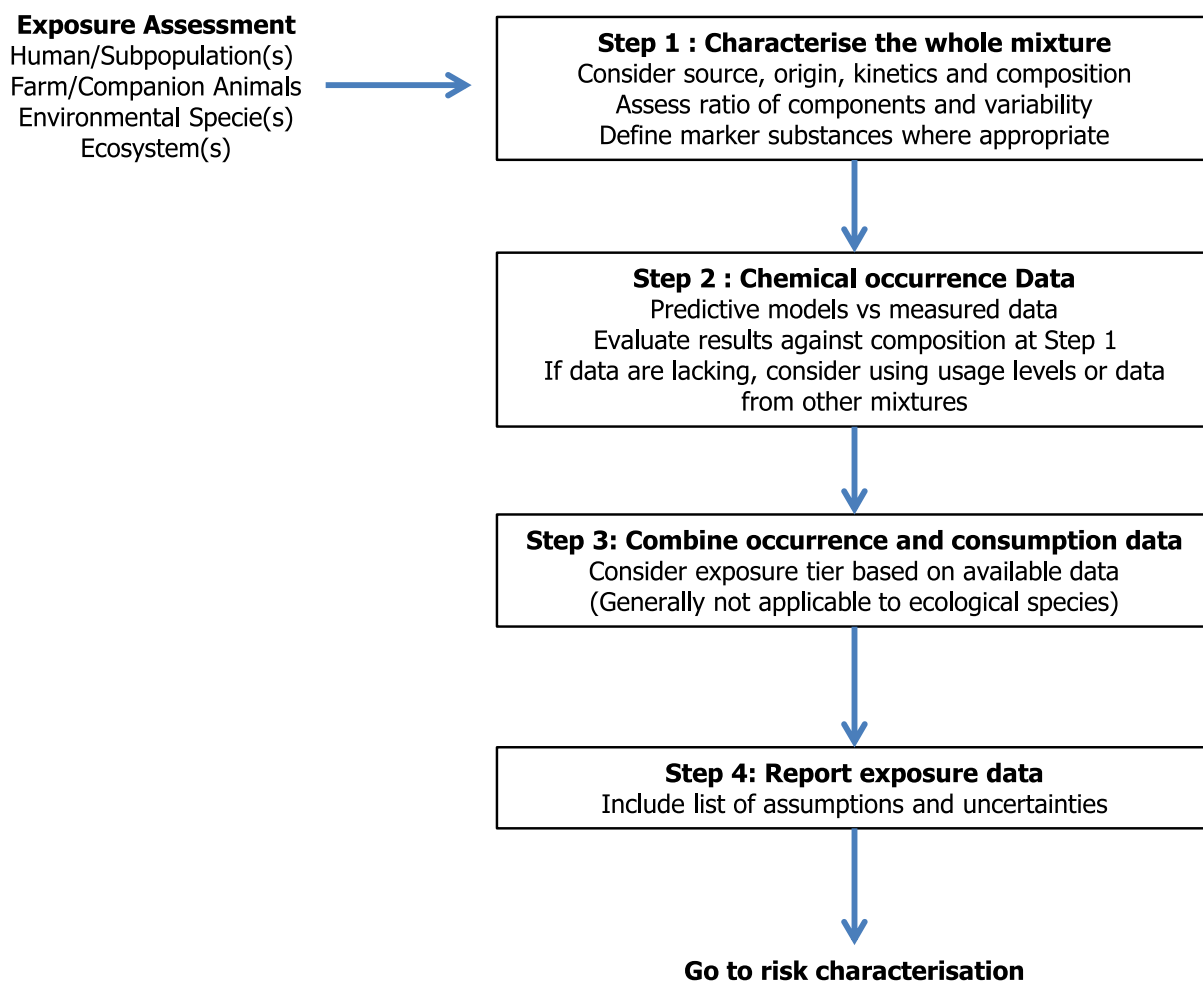 Exposure Assessment
Human/Subpopulation(s)
Farm/Companion Animals
Environmental Specie(s)
Ecosystem(s)
Step 1 : Characterise the whole mixture
Consider source, origin, kinetics and composition
Assess ratio of components and variability
Define marker substances where appropriate
Step 2 : Chemical occurrence Data
Predictive models vs measured data
Evaluate results against composition at Step 1
If data are lacking, consider using usage levels or data
from other mixtures
Step 3: Combine occurrence and consumption data
Consider exposure tier based on available data
(Generally not applicable to ecological species)
Step 4: Report exposure data
Include list of assumptions and uncertainties
Go to risk characterisation